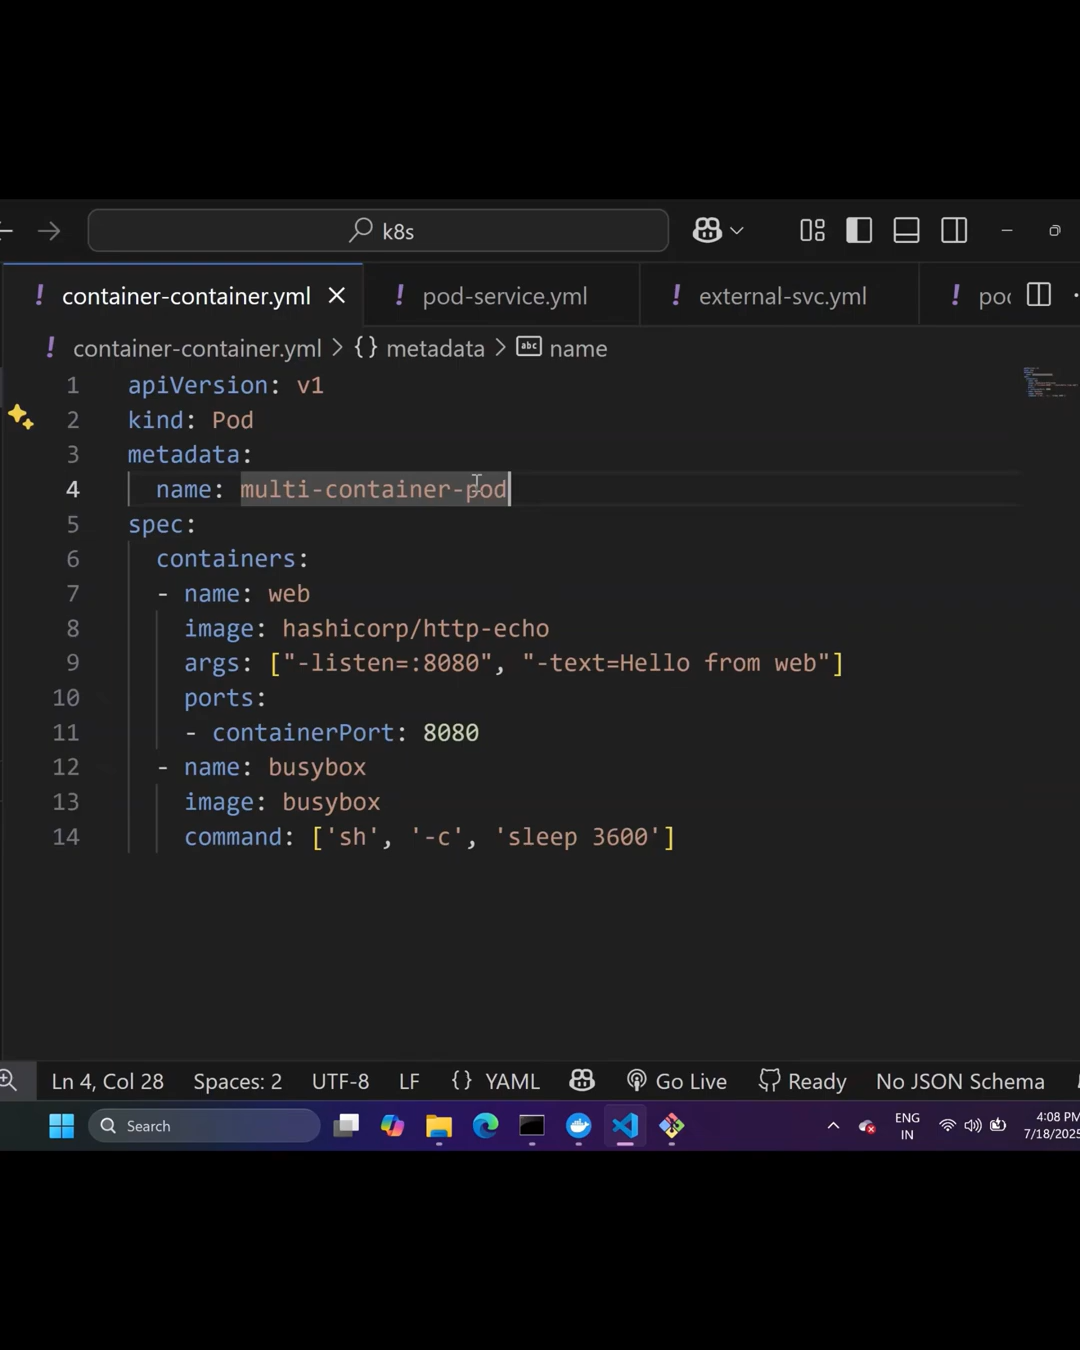 k8s
! container-container.yml
! pod-service.yml
! external-svc.yml
!
! container-container.yml > {} metadata > abc name
1 apiVersion: v1
2 kind: Pod
3 metadata:
4 name: multi-container-pod
5 spec:
6 containers:
7 - name: web
8 image: hashicorp/http-echo
9 args: ["-listen=:8080", "-text=Hello from web"]
10 ports:
11 - containerPort: 8080
12 - name: busybox
13 image: busybox
14 command: ['sh', '-c', 'sleep 3600']
Ln 4, Col 28 Spaces: 2 UTF-8 LF {} YAML Go Live Ready No JSON Schema
Search
ENG
IN
4:08 PM
7/18/2025